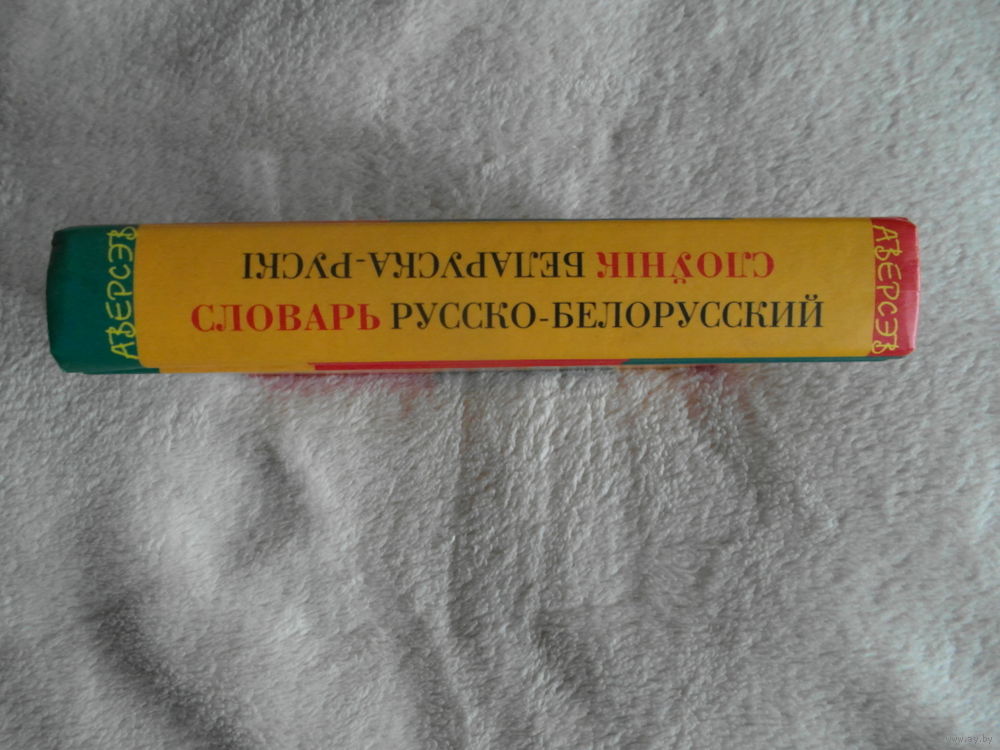 СЛОЎНІК БЕЛАРУСКА-РУСКІ
СЛОВАРЬ РУССКО-БЕЛОРУССКИЙ
АВЕРСЭВ
АВЕРСЭВ
www.ay.by